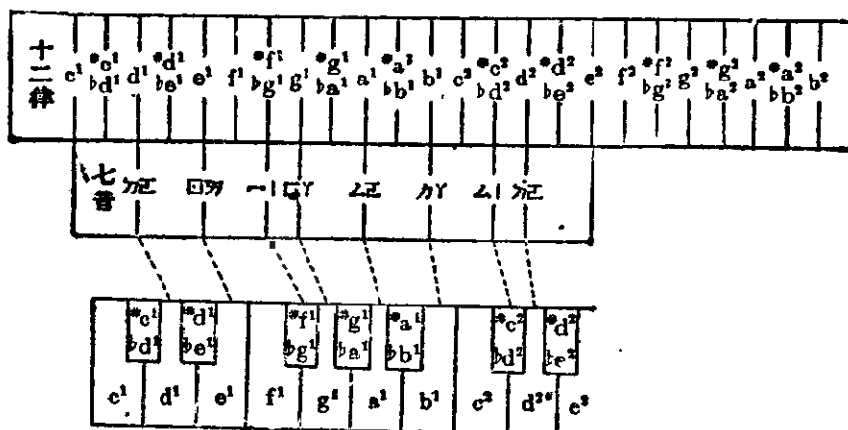 十二律
c¹ #c¹ ♭d¹ d¹ #d¹ ♭e¹ e¹ f¹ #f¹ ♭g¹ g¹ #g¹ ♭a¹ a¹ #a¹ ♭b¹ b¹ c² #c² ♭d² d² #d² ♭e² e² f² #f² ♭g² g² #g² ♭a² a² #a² ♭b² b²
七音
#c¹ #d¹ #f¹ #g¹ #a¹ #c² #d²
♭d¹ ♭e¹ ♭g¹ ♭a¹ ♭b¹ ♭d² ♭e²
c¹ d¹ e¹ f¹ g¹ a¹ b¹ c² d² e²